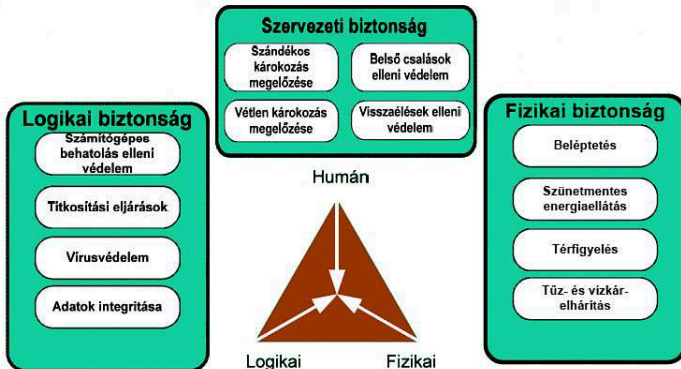 Szervezeti biztonság
Szándékos
károkozás
megelőzése
Belső csalások
elleni védelem
Vétlen károkozás
megelőzése
Visszaélések elleni
védelem
Logikai biztonság
Számítógépes
behatolás elleni
védelem
Titkosítási eljárások
Vírusvédelem
Adatok integritása
Fizikai biztonság
Beléptetés
Szünetmentes
energiaellátás
Térfigyelés
Tűz- és vízkár-
elhárítás
Humán
Logikai
Fizikai